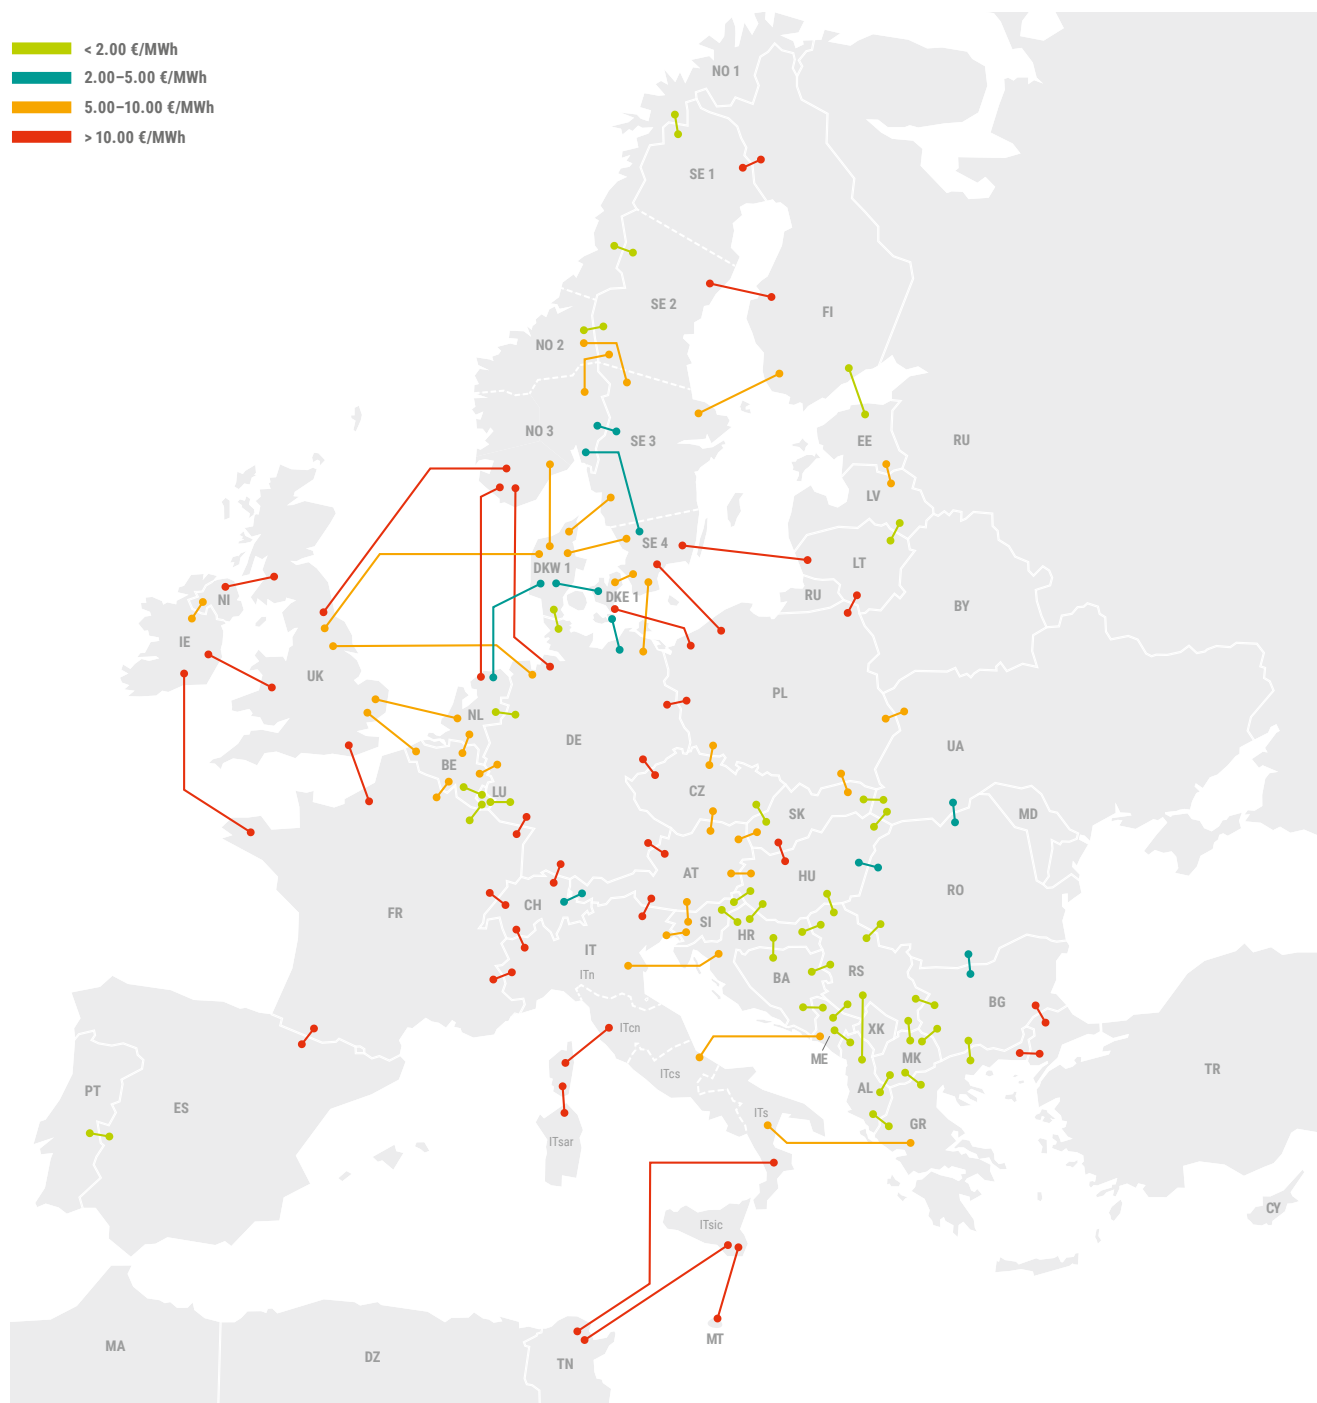 < 2.00 €/MWh
2.00–5.00 €/MWh
5.00–10.00 €/MWh
> 10.00 €/MWh
NO 1
SE 1
SE 2
FI
NO 2
NO 3
SE 3
EE
RU
LV
SE 4
LT
DKW 1
DKE 1
RU
BY
NI
IE
UK
PL
NL
DE
UA
BE
LU
CZ
SK
MD
AT
HU
RO
FR
CH
SI
HR
IT
ITn
BA
RS
BG
ITcn
XK
ME
MK
ITcs
TR
PT
AL
ES
ITs
GR
ITsar
CY
ITsic
MT
MA
DZ
TN